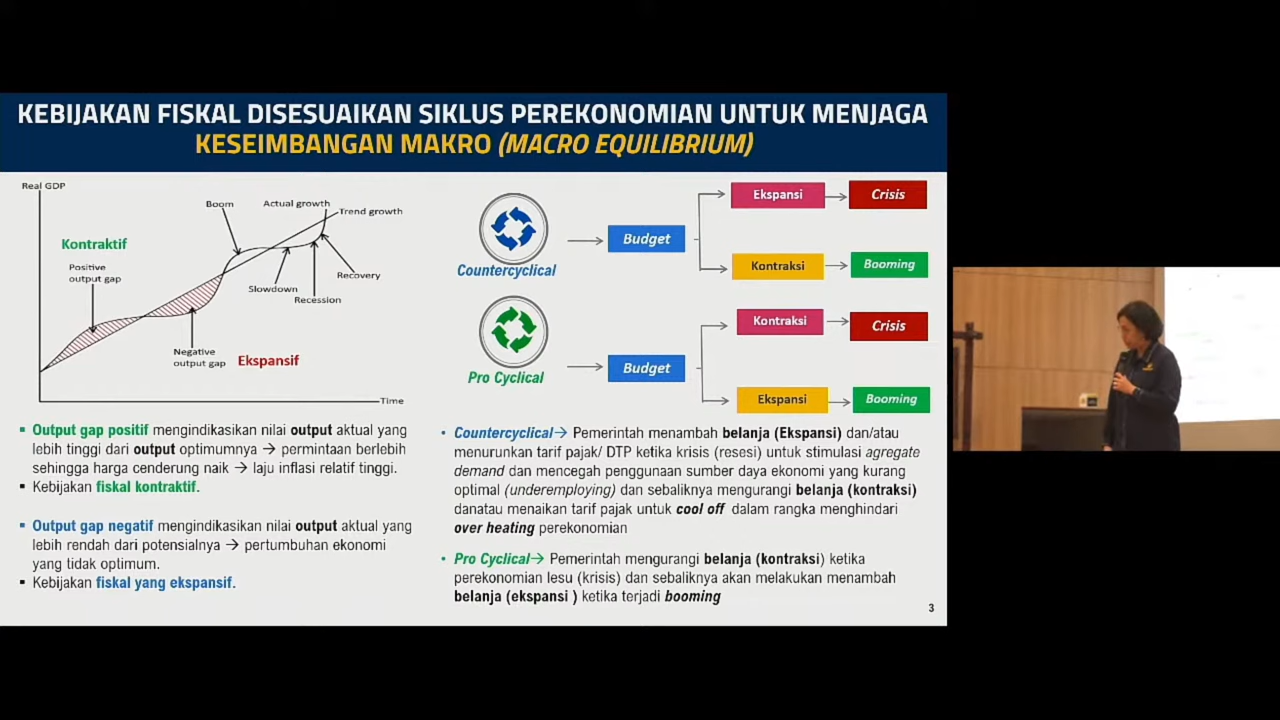 KEBIJAKAN FISKAL DISESUAIKAN SIKLUS PEREKONOMIAN UNTUK MENJAGA
KESEIMBANGAN MAKRO (MACRO EQUILIBRIUM)
Real GDP
Boom
Actual growth
Trend growth
Kontraktif
Positive
output gap
Recovery
Slowdown
Recession
Negative
output gap
Ekspansif
Time
Countercyclical
Budget
Ekspansi
Crisis
Kontraksi
Booming
Pro Cyclical
Budget
Kontraksi
Crisis
Ekspansi
Booming
▪ Output gap positif mengindikasikan nilai output aktual yang
lebih tinggi dari output optimumnya → permintaan berlebih
sehingga harga cenderung naik → laju inflasi relatif tinggi.
▪ Kebijakan fiskal kontraktif.
▪ Output gap negatif mengindikasikan nilai output aktual yang
lebih rendah dari potensialnya → pertumbuhan ekonomi
yang tidak optimum.
▪ Kebijakan fiskal yang ekspansif.
• Countercyclical→ Pemerintah menambah belanja (Ekspansi) dan/atau
menurunkan tarif pajak/ DTP ketika krisis (resesi) untuk stimulasi agregate
demand dan mencegah penggunaan sumber daya ekonomi yang kurang
optimal (underemploying) dan sebaliknya mengurangi belanja (kontraksi)
danatau menaikan tarif pajak untuk cool off dalam rangka menghindari
over heating perekonomian
• Pro Cyclical→ Pemerintah mengurangi belanja (kontraksi) ketika
perekonomian lesu (krisis) dan sebaliknya akan melakukan menambah
belanja (ekspansi ) ketika terjadi booming
3